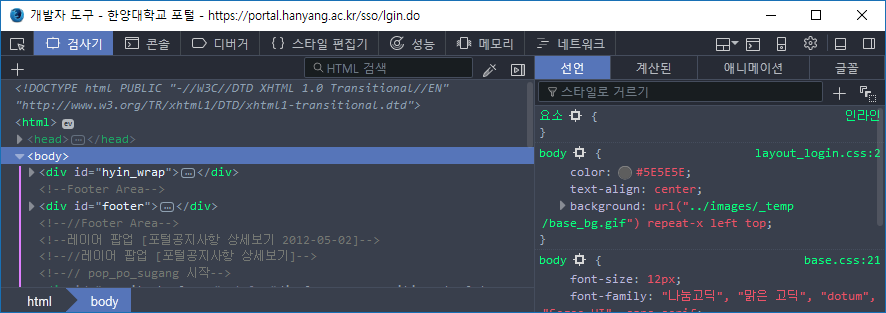 개발자 도구 - 한양대학교 포털 - https://portal.hanyang.ac.kr/sso/lgin.do
검사기 콘솔 디버거 스타일 편집기 성능 메모리 네트워크
HTML 검색
<!DOCTYPE html PUBLIC "-//W3C//DTD XHTML 1.0 Transitional//EN"
"http://www.w3.org/TR/xhtml1/DTD/xhtml1-transitional.dtd">
<html> ev
<head>⋯</head>
<body>
<div id="hyin_wrap">⋯</div>
<!--Footer Area-->
<div id="footer">⋯</div>
<!--//Footer Area-->
<!--레이어 팝업 [포털공지사항 상세보기 2012-05-02]-->
<!--//레이어 팝업 [포털공지사항 상세보기]-->
<!--// pop_po_sugang 시작-->
html body
선언 계산된 애니메이션 글꼴
스타일로 거르기
요소 { 인라인
}
body { layout_login.css:2
color: #5E5E5E;
text-align: center;
background: url("../images/_temp
/base_bg.gif") repeat-x left top;
}
body { base.css:21
font-size: 12px;
font-family: "나눔고딕", "맑은 고딕", "dotum",